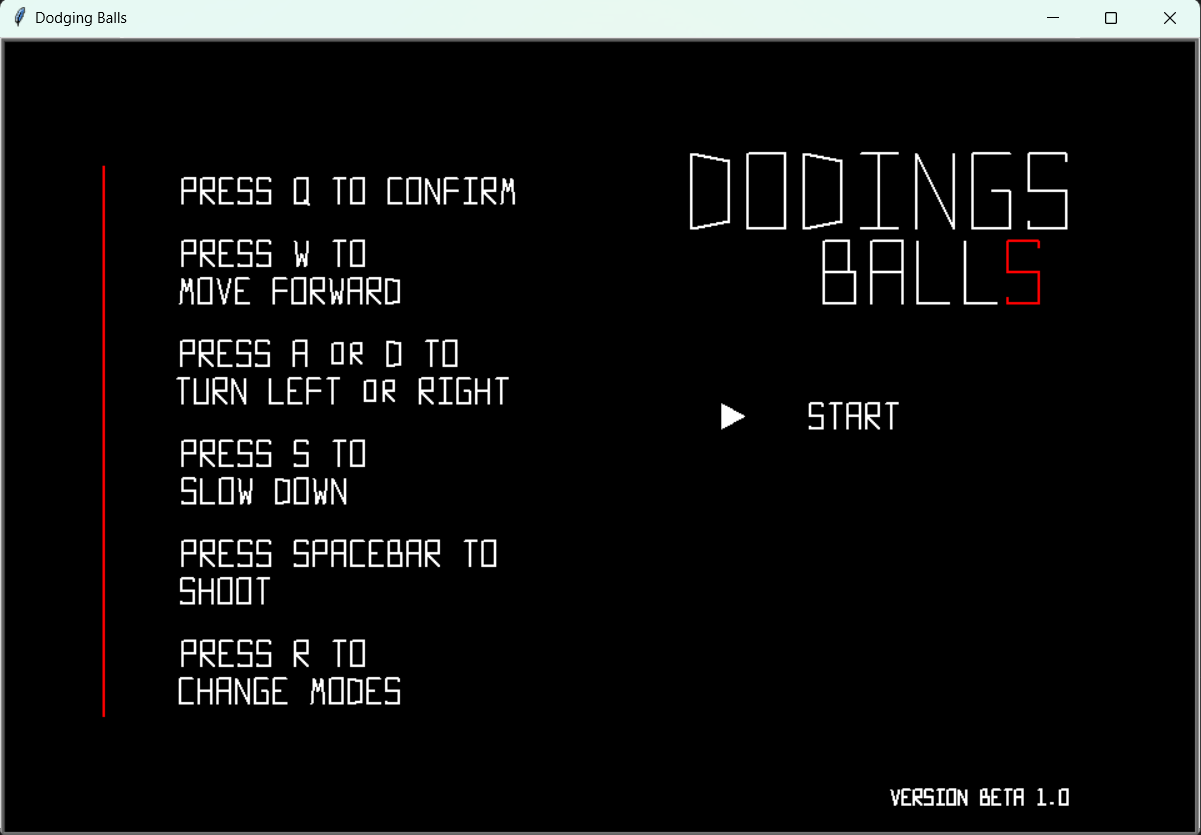 Dodging Balls
PRESS Q TO CONFIRM
PRESS W TO
MOVE FORWARD
PRESS A OR D TO
TURN LEFT OR RIGHT
PRESS S TO
SLOW DOWN
PRESS SPACEBAR TO
SHOOT
PRESS R TO
CHANGE MODES
DODINGS
BALLS
START
VERSION BETA 1.0